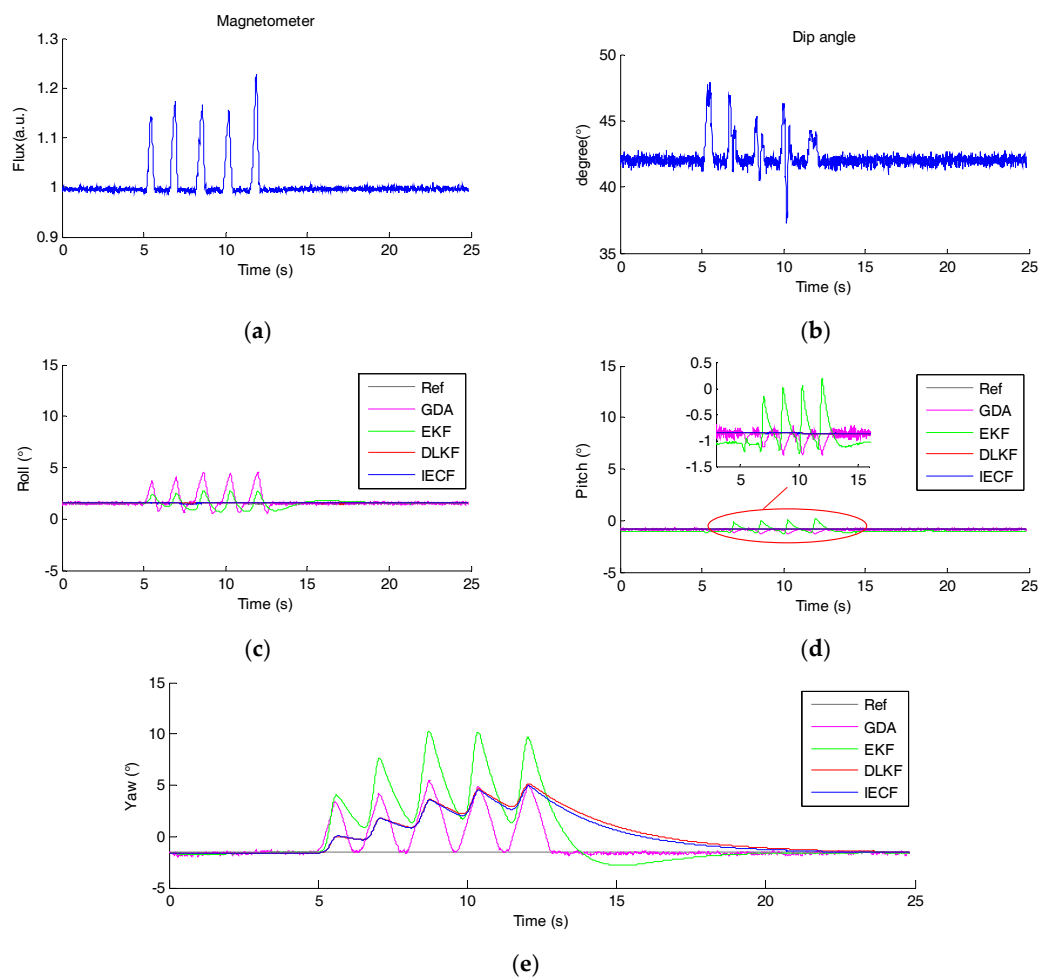 Magnetometer
1.3
1.2
1.1
1
0.9
Flux(a.u.)
0 5 10 15 20 25
Time (s)
(a)
Dip angle
50
45
40
35
degree(°)
0 5 10 15 20 25
Time (s)
(b)
15
10
5
0
-5
Roll (°)
Ref
GDA
EKF
DLKF
IECF
0 5 10 15 20 25
Time (s)
(c)
15
10
5
0
-5
Pitch (°)
0.5
0
-0.5
-1
-1.5
5 10 15
Ref
GDA
EKF
DLKF
IECF
0 5 10 15 20 25
Time (s)
(d)
15
10
5
0
-5
Yaw (°)
Ref
GDA
EKF
DLKF
IECF
0 5 10 15 20 25
Time (s)
(e)